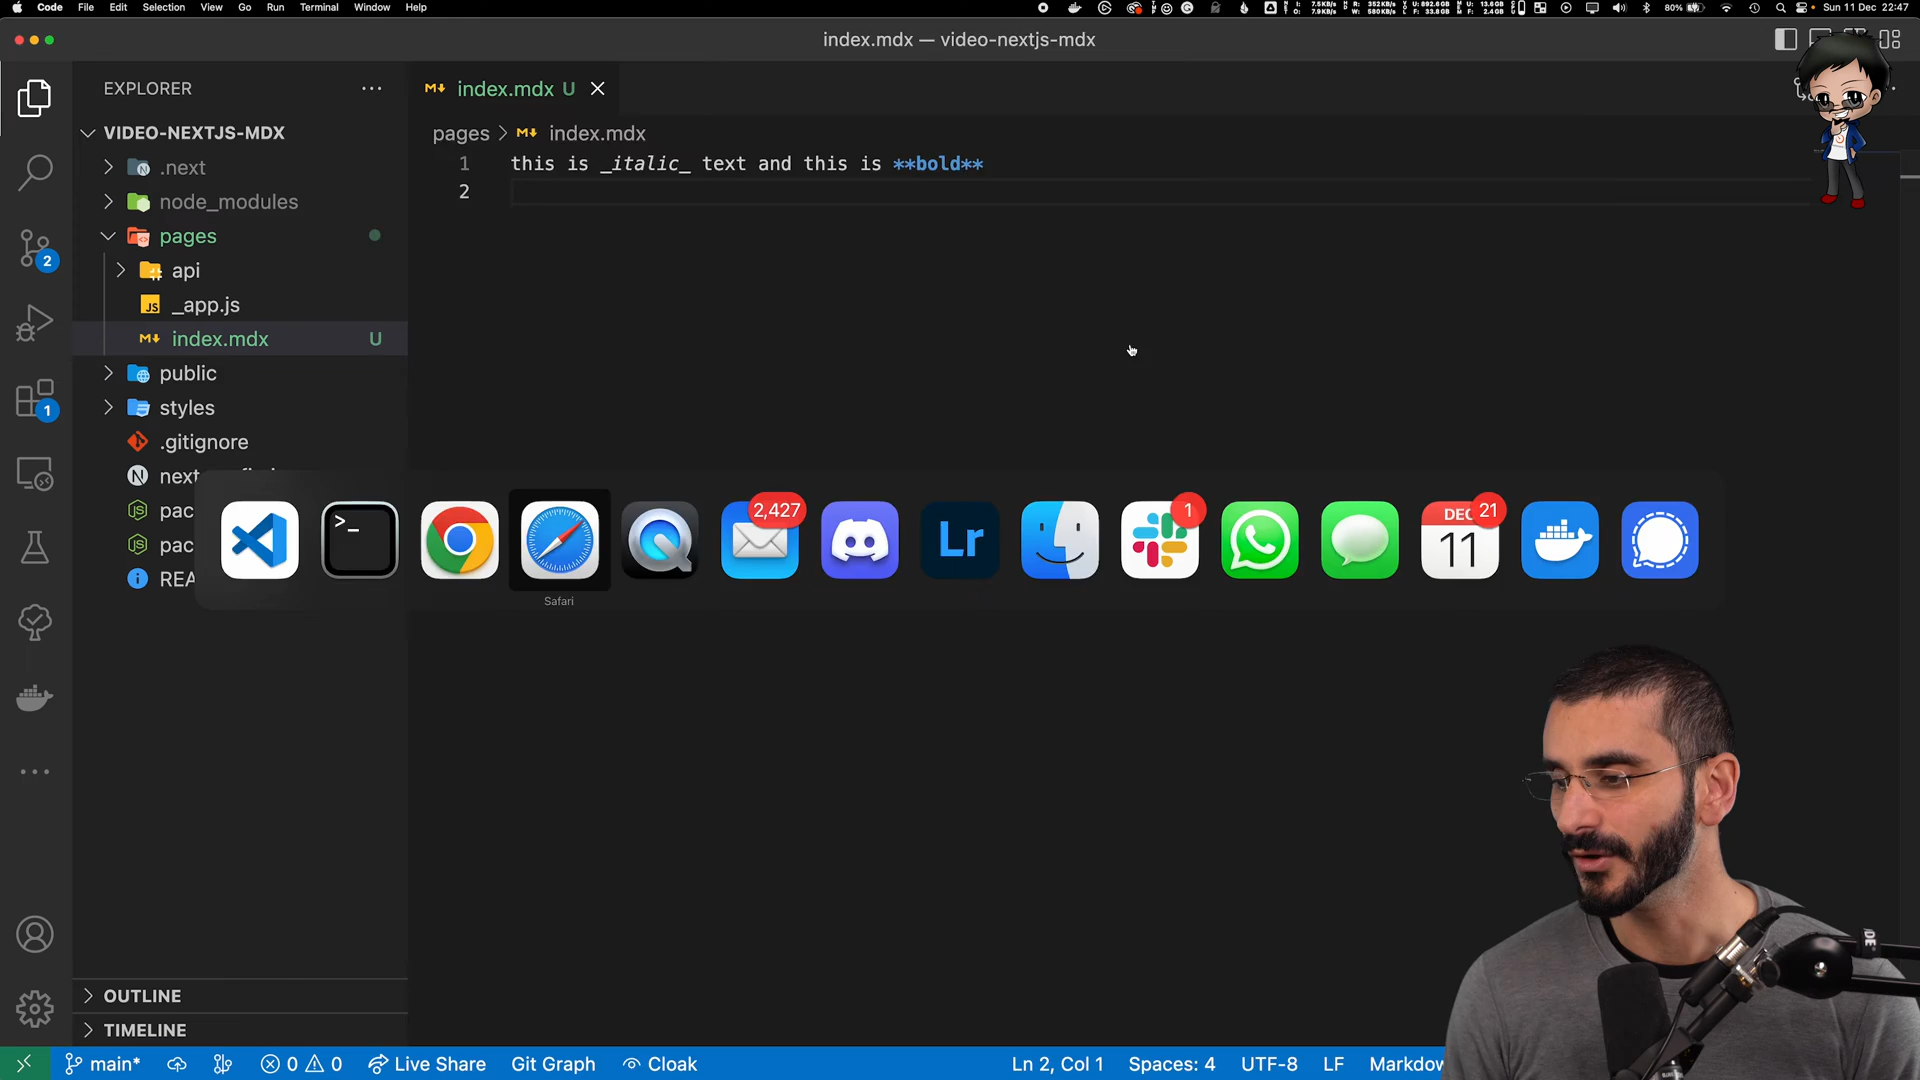 Code File Edit Selection View Go Run Terminal Window Help
80% Sun 11 Dec 22:47
index.mdx — video-nextjs-mdx
EXPLORER
index.mdx U
VIDEO-NEXTJS-MDX
pages > index.mdx
.next
1 this is _italic_ text and this is **bold**
2
node_modules
pages
2
api
_app.js
index.mdx U
public
1
styles
.gitignore
next
pac
pac
REA
>_
2,427
Lr
1
DEC 21
11
Safari
OUTLINE
TIMELINE
main* 0 0 Live Share Git Graph Cloak Ln 2, Col 1 Spaces: 4 UTF-8 LF Markdow